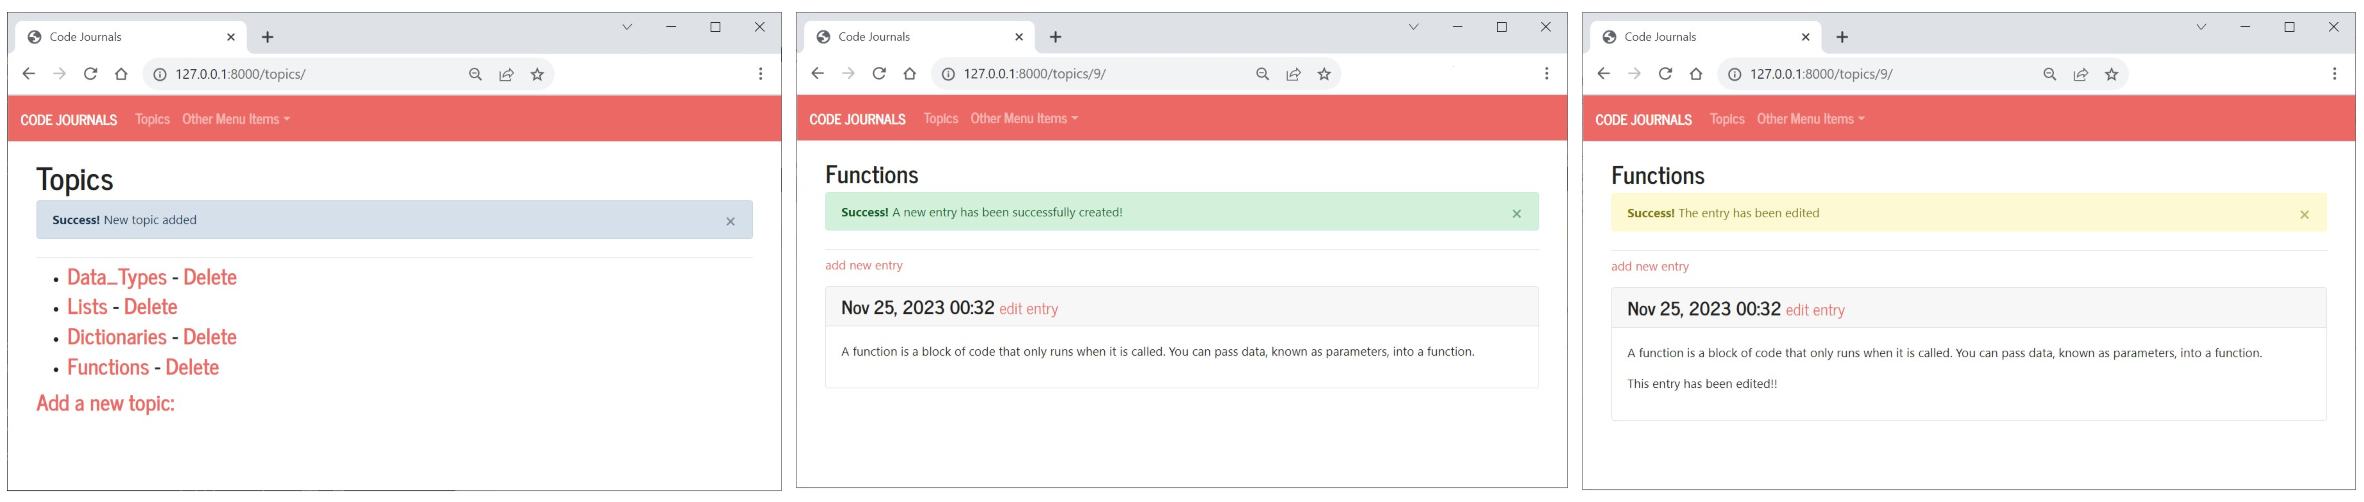 Code Journals
127.0.0.1:8000/topics/
CODE JOURNALS Topics Other Menu Items
Topics
Success! New topic added ×
• Data_Types - Delete
• Lists - Delete
• Dictionaries - Delete
• Functions - Delete
Add a new topic:
Code Journals
127.0.0.1:8000/topics/9/
CODE JOURNALS Topics Other Menu Items
Functions
Success! A new entry has been successfully created! ×
add new entry
Nov 25, 2023 00:32 edit entry
A function is a block of code that only runs when it is called. You can pass data, known as parameters, into a function.
Code Journals
127.0.0.1:8000/topics/9/
CODE JOURNALS Topics Other Menu Items
Functions
Success! The entry has been edited ×
add new entry
Nov 25, 2023 00:32 edit entry
A function is a block of code that only runs when it is called. You can pass data, known as parameters, into a function.
This entry has been edited!!